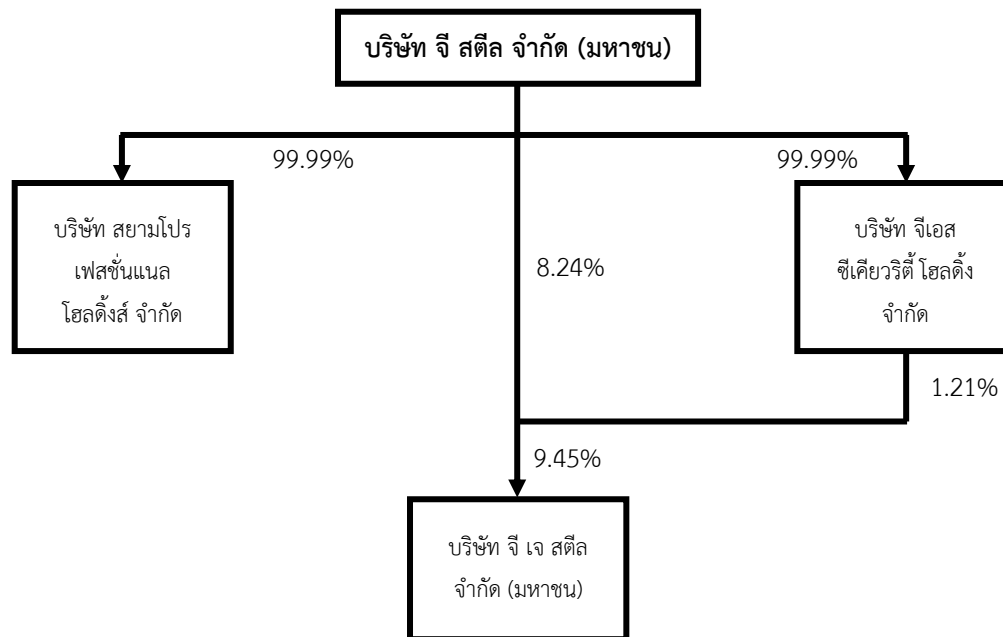 บริษัท จี สตีล จำกัด (มหาชน)
99.99%
99.99%
บริษัท สยามโปร
เฟสชั่นแนล
โฮลดิ้งส์ จำกัด
8.24%
บริษัท จีเอส
ซีเคียวริตี้ โฮลดิ้ง
จำกัด
1.21%
9.45%
บริษัท จี เจ สตีล
จำกัด (มหาชน)